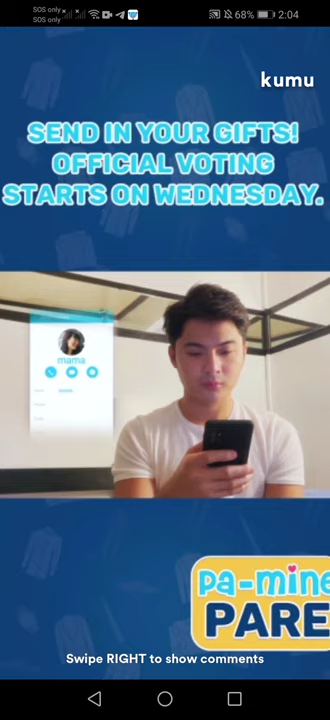 SOS only
SOS only
68% 2:04
kumu
SEND IN YOUR GIFTS!
OFFICIAL VOTING
STARTS ON WEDNESDAY.
mama
pa-mine
PARE
Swipe RIGHT to show comments